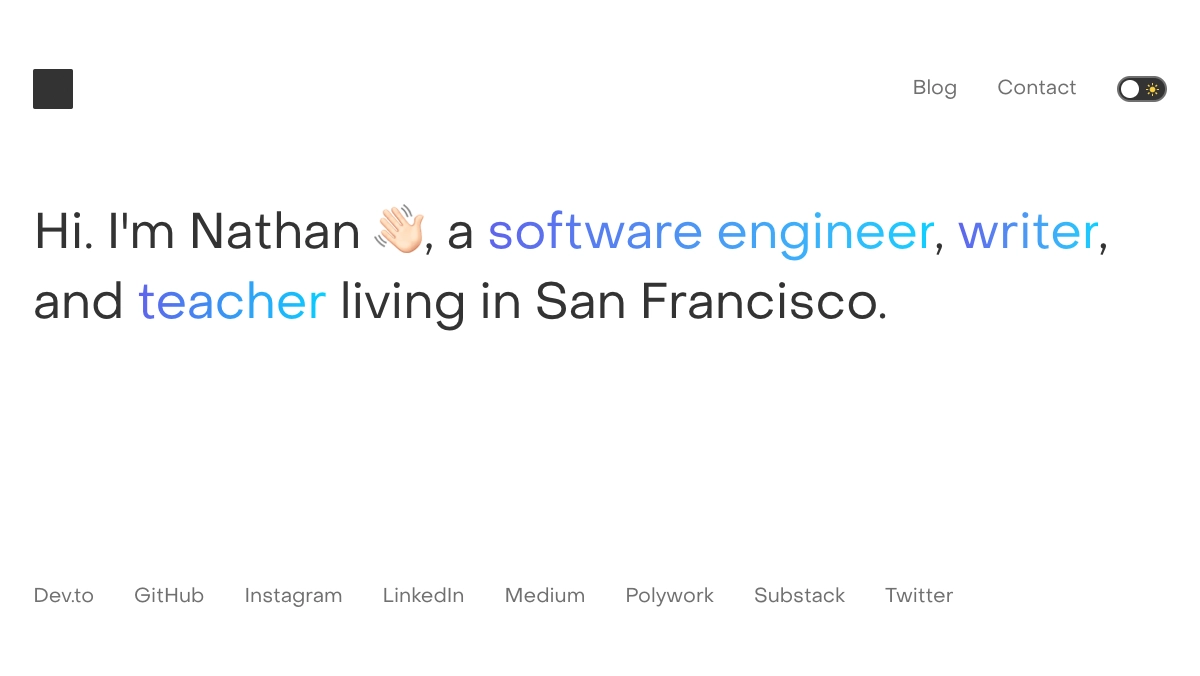 Blog Contact
Hi. I'm Nathan 👋🏻, a software engineer, writer,
and teacher living in San Francisco.
Dev.to GitHub Instagram LinkedIn Medium Polywork Substack Twitter